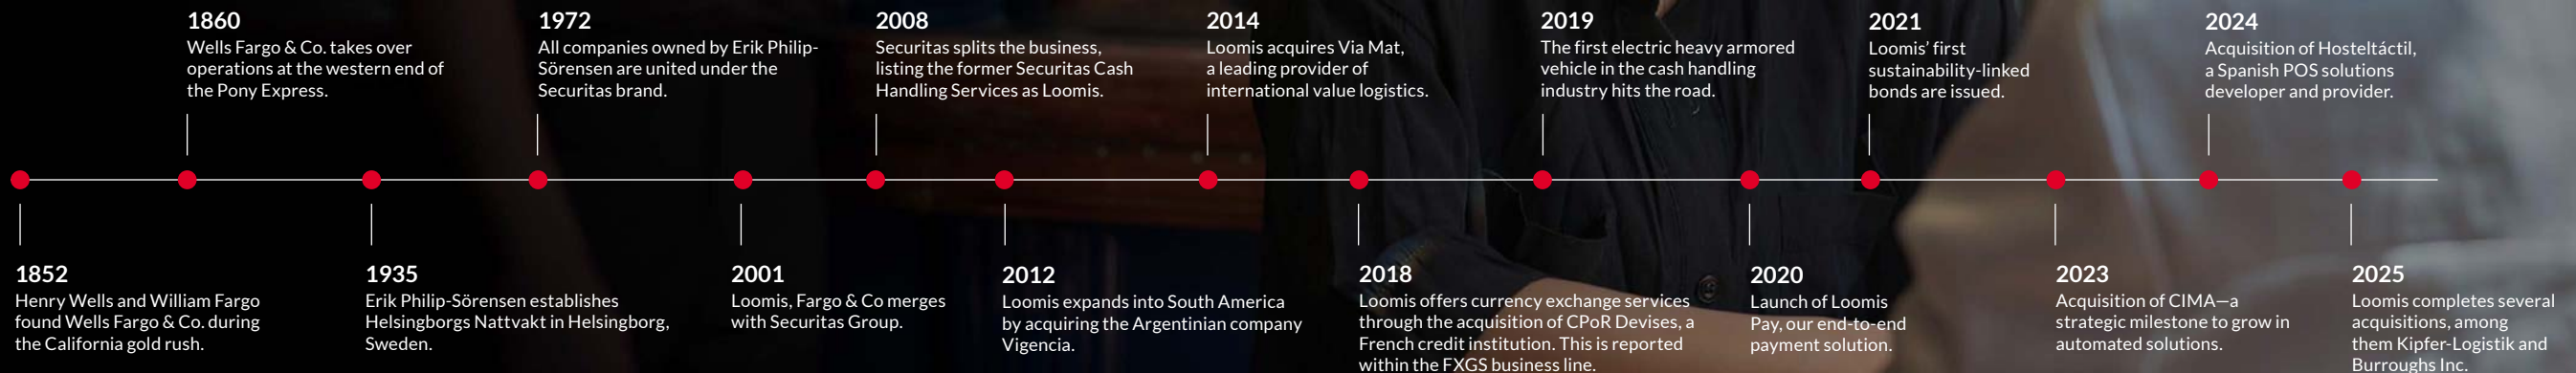 1860
Wells Fargo & Co. takes over
operations at the western end of
the Pony Express.
1972
All companies owned by Erik Philip-
Sörensen are united under the
Securitas brand.
2008
Securitas splits the business,
listing the former Securitas Cash
Handling Services as Loomis.
2014
Loomis acquires Via Mat,
a leading provider of
international value logistics.
2019
The first electric heavy armored
vehicle in the cash handling
industry hits the road.
2021
Loomis’ first
sustainability-linked
bonds are issued.
2024
Acquisition of Hosteltáctil,
a Spanish POS solutions
developer and provider.
1852
Henry Wells and William Fargo
found Wells Fargo & Co. during
the California gold rush.
1935
Erik Philip-Sörensen establishes
Helsingborgs Nattvakt in Helsingborg,
Sweden.
2001
Loomis, Fargo & Co merges
with Securitas Group.
2012
Loomis expands into South America
by acquiring the Argentinian company
Vigencia.
2018
Loomis offers currency exchange services
through the acquisition of CPoR Devises, a
French credit institution. This is reported
within the FXGS business line.
2020
Launch of Loomis
Pay, our end-to-end
payment solution.
2023
Acquisition of CIMA—a
strategic milestone to grow in
automated solutions.
2025
Loomis completes several
acquisitions, among
them Kipfer-Logistik and
Burroughs Inc.